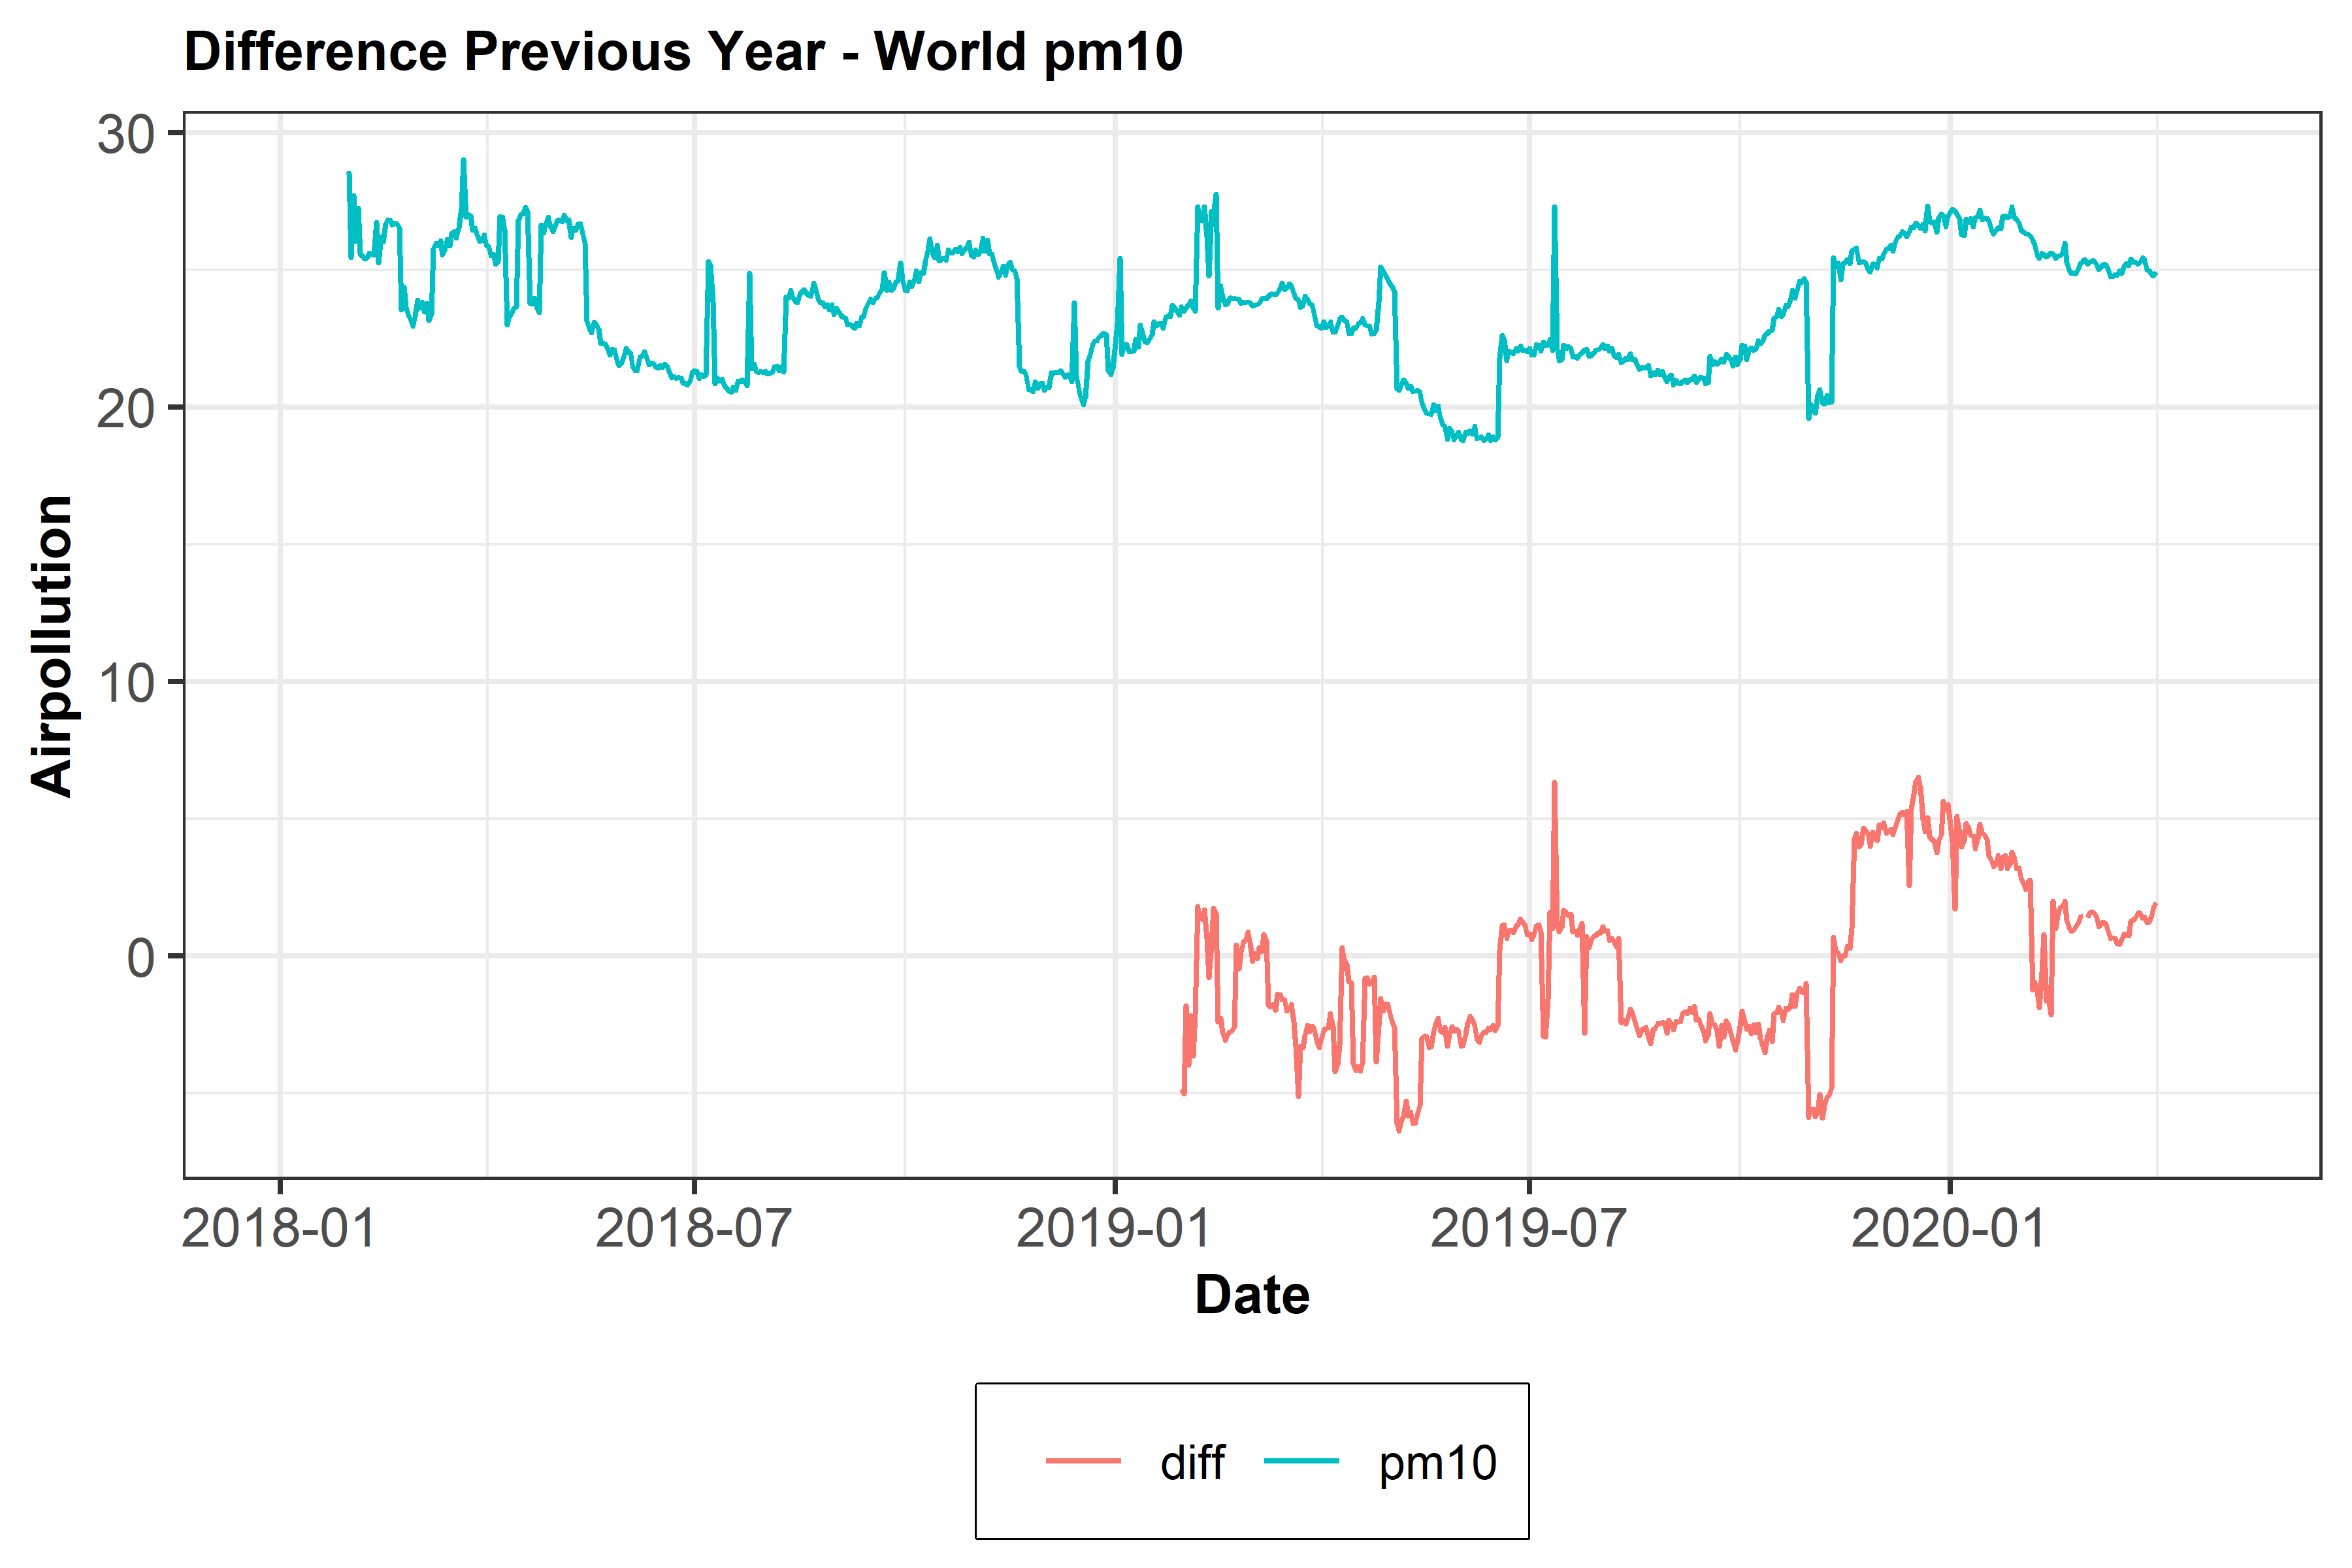 Difference Previous Year - World pm10
30
20
10
0
Airpollution
2018-01 2018-07 2019-01 2019-07 2020-01
Date
diff pm10